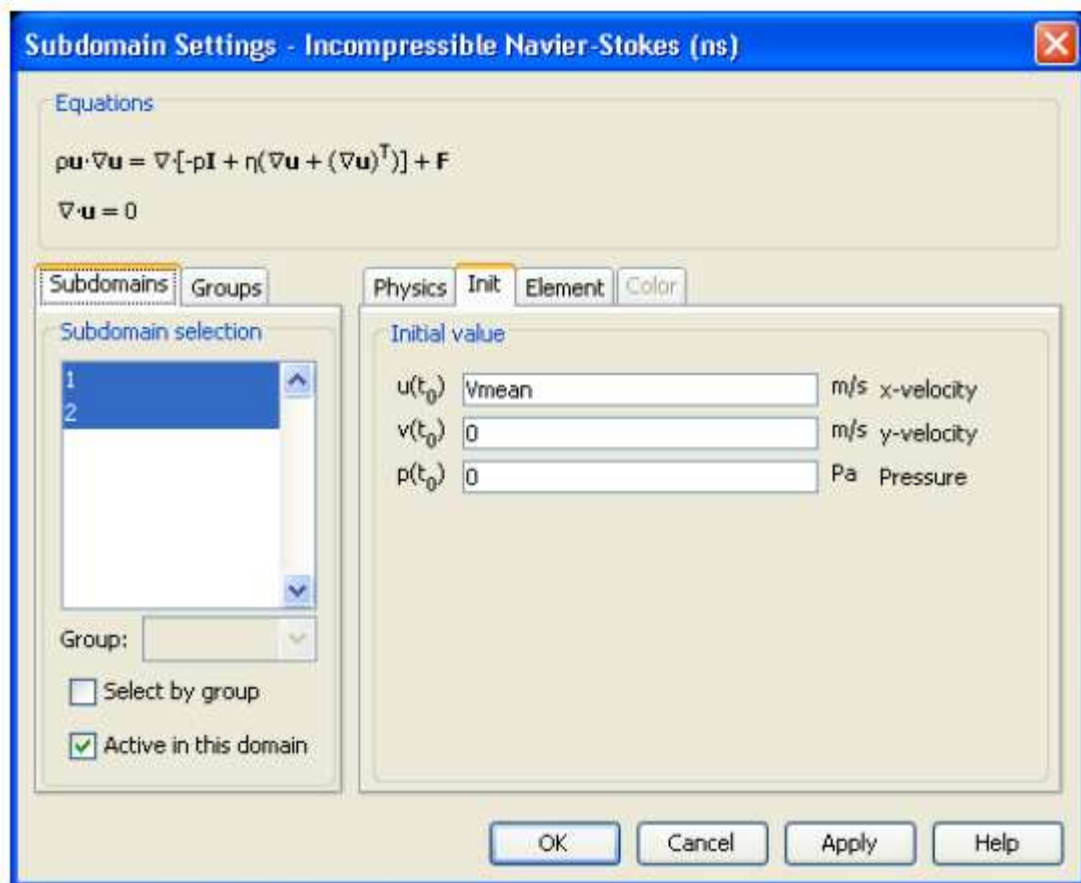 Subdomain Settings - Incompressible Navier-Stokes (ns)
Equations
ρu·∇u = ∇·[-pI + η(∇u + (∇u)ᵀ)] + F
∇·u = 0
Subdomains Groups
Physics Init Element Color
Subdomain selection
1
2
Group:
Select by group
Active in this domain
Initial value
u(t₀) Vmean m/s x-velocity
v(t₀) 0 m/s y-velocity
p(t₀) 0 Pa Pressure
OK Cancel Apply Help